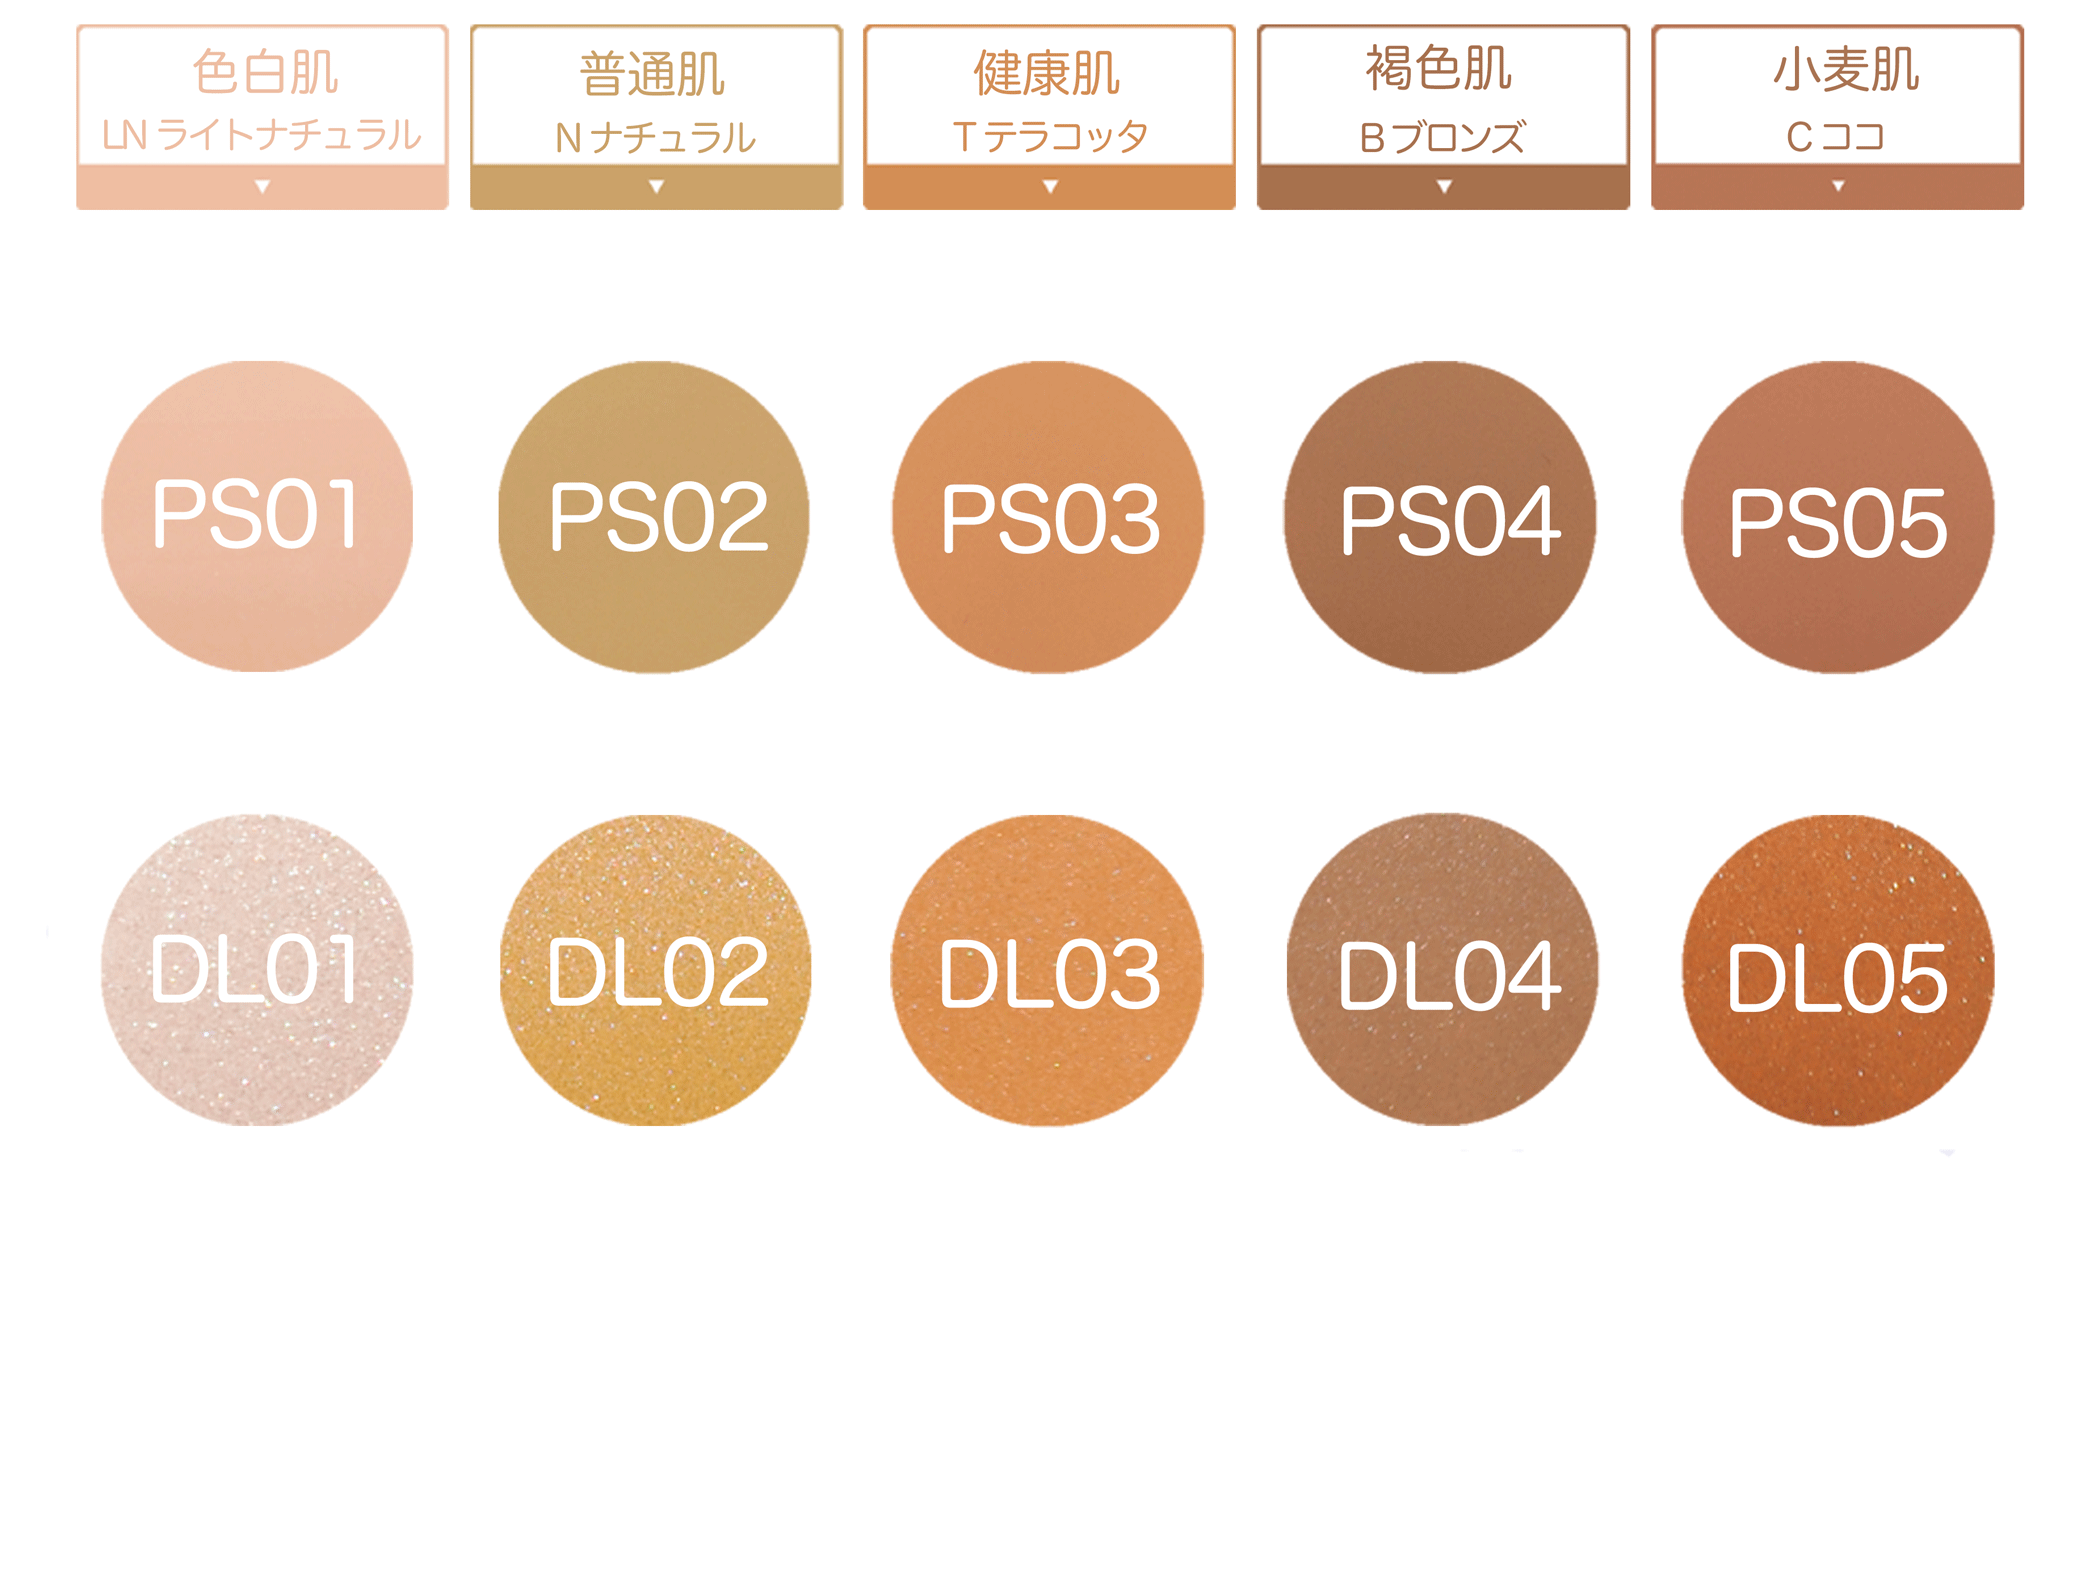 色白肌
LN ライトナチュラル
普通肌
N ナチュラル
健康肌
T テラコッタ
褐色肌
B ブロンズ
小麦肌
C ココ
PS01
PS02
PS03
PS04
PS05
DL01
DL02
DL03
DL04
DL05